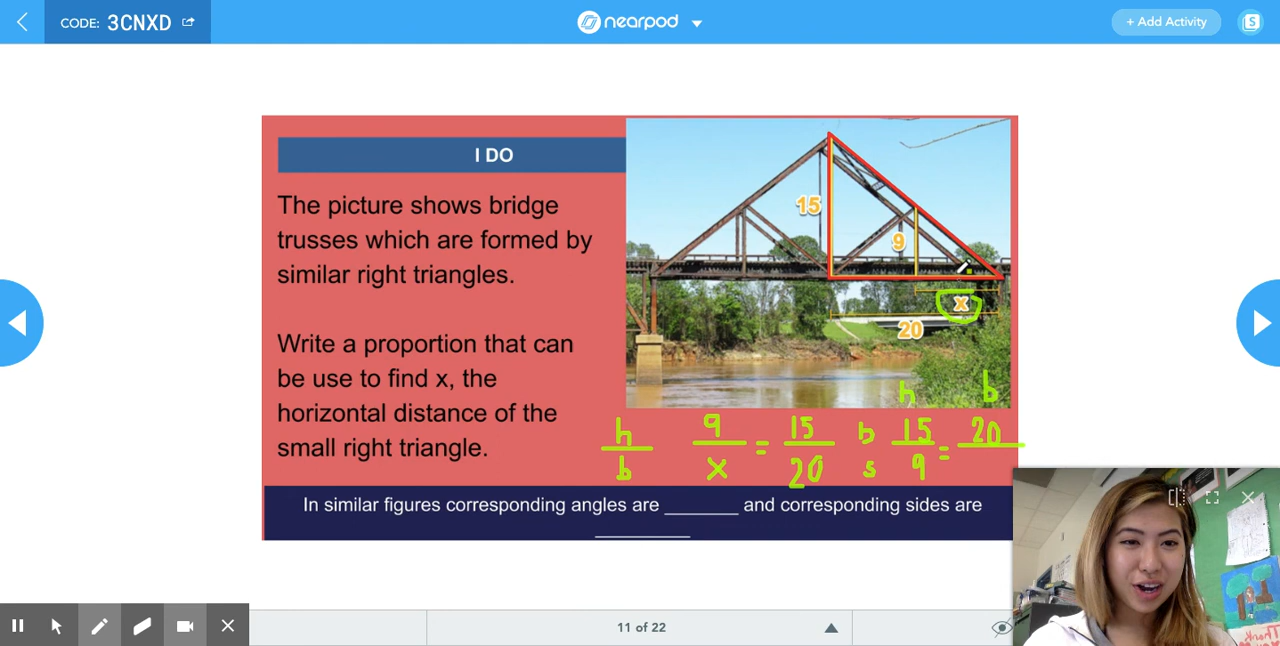 CODE: 3CNXD
nearpod
+ Add Activity
S
I DO
The picture shows bridge
trusses which are formed by
similar right triangles.
Write a proportion that can
be use to find x, the
horizontal distance of the
small right triangle.
15
9
x
20
h
b
h
b
9
x
=
15
20
b
s
15
9
=
20
In similar figures corresponding angles are _______ and corresponding sides are
_________
11 of 22
Thank